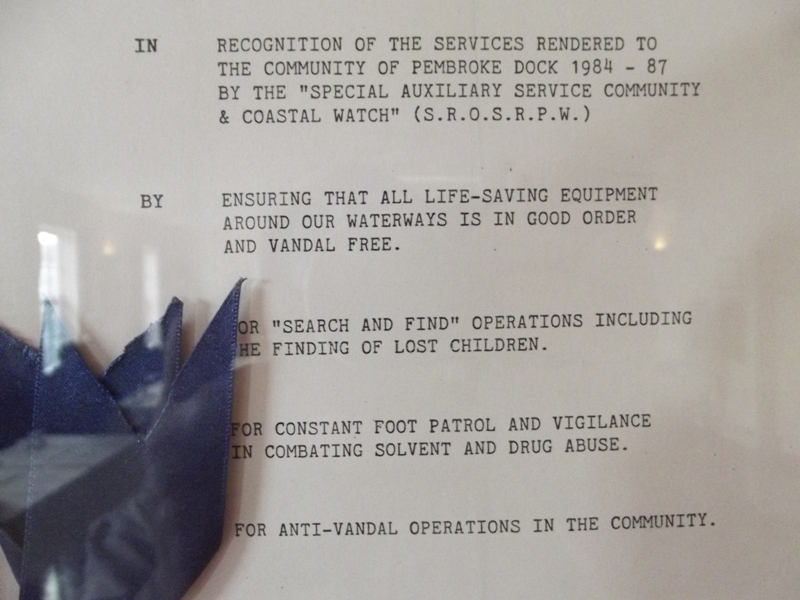 IN RECOGNITION OF THE SERVICES RENDERED TO
THE COMMUNITY OF PEMBROKE DOCK 1984 - 87
BY THE "SPECIAL AUXILIARY SERVICE COMMUNITY
& COASTAL WATCH" (S.R.O.S.R.P.W.)
BY ENSURING THAT ALL LIFE-SAVING EQUIPMENT
AROUND OUR WATERWAYS IS IN GOOD ORDER
AND VANDAL FREE.
OR "SEARCH AND FIND" OPERATIONS INCLUDING
HE FINDING OF LOST CHILDREN.
FOR CONSTANT FOOT PATROL AND VIGILANCE
IN COMBATING SOLVENT AND DRUG ABUSE.
FOR ANTI-VANDAL OPERATIONS IN THE COMMUNITY.